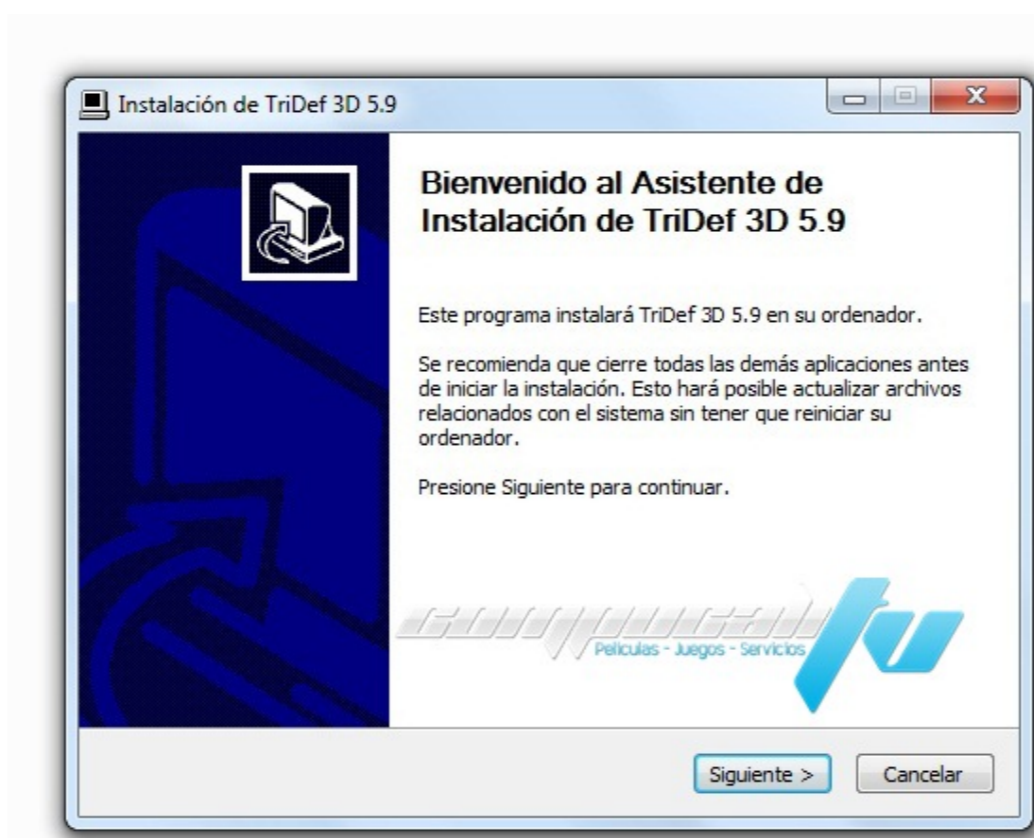 Instalación de TriDef 3D 5.9
Bienvenido al Asistente de
Instalación de TriDef 3D 5.9
Este programa instalará TriDef 3D 5.9 en su ordenador.
Se recomienda que cierre todas las demás aplicaciones antes
de iniciar la instalación. Esto hará posible actualizar archivos
relacionados con el sistema sin tener que reiniciar su
ordenador.
Presione Siguiente para continuar.
compucalitv
Peliculas - Juegos - Servicios
Siguiente >
Cancelar